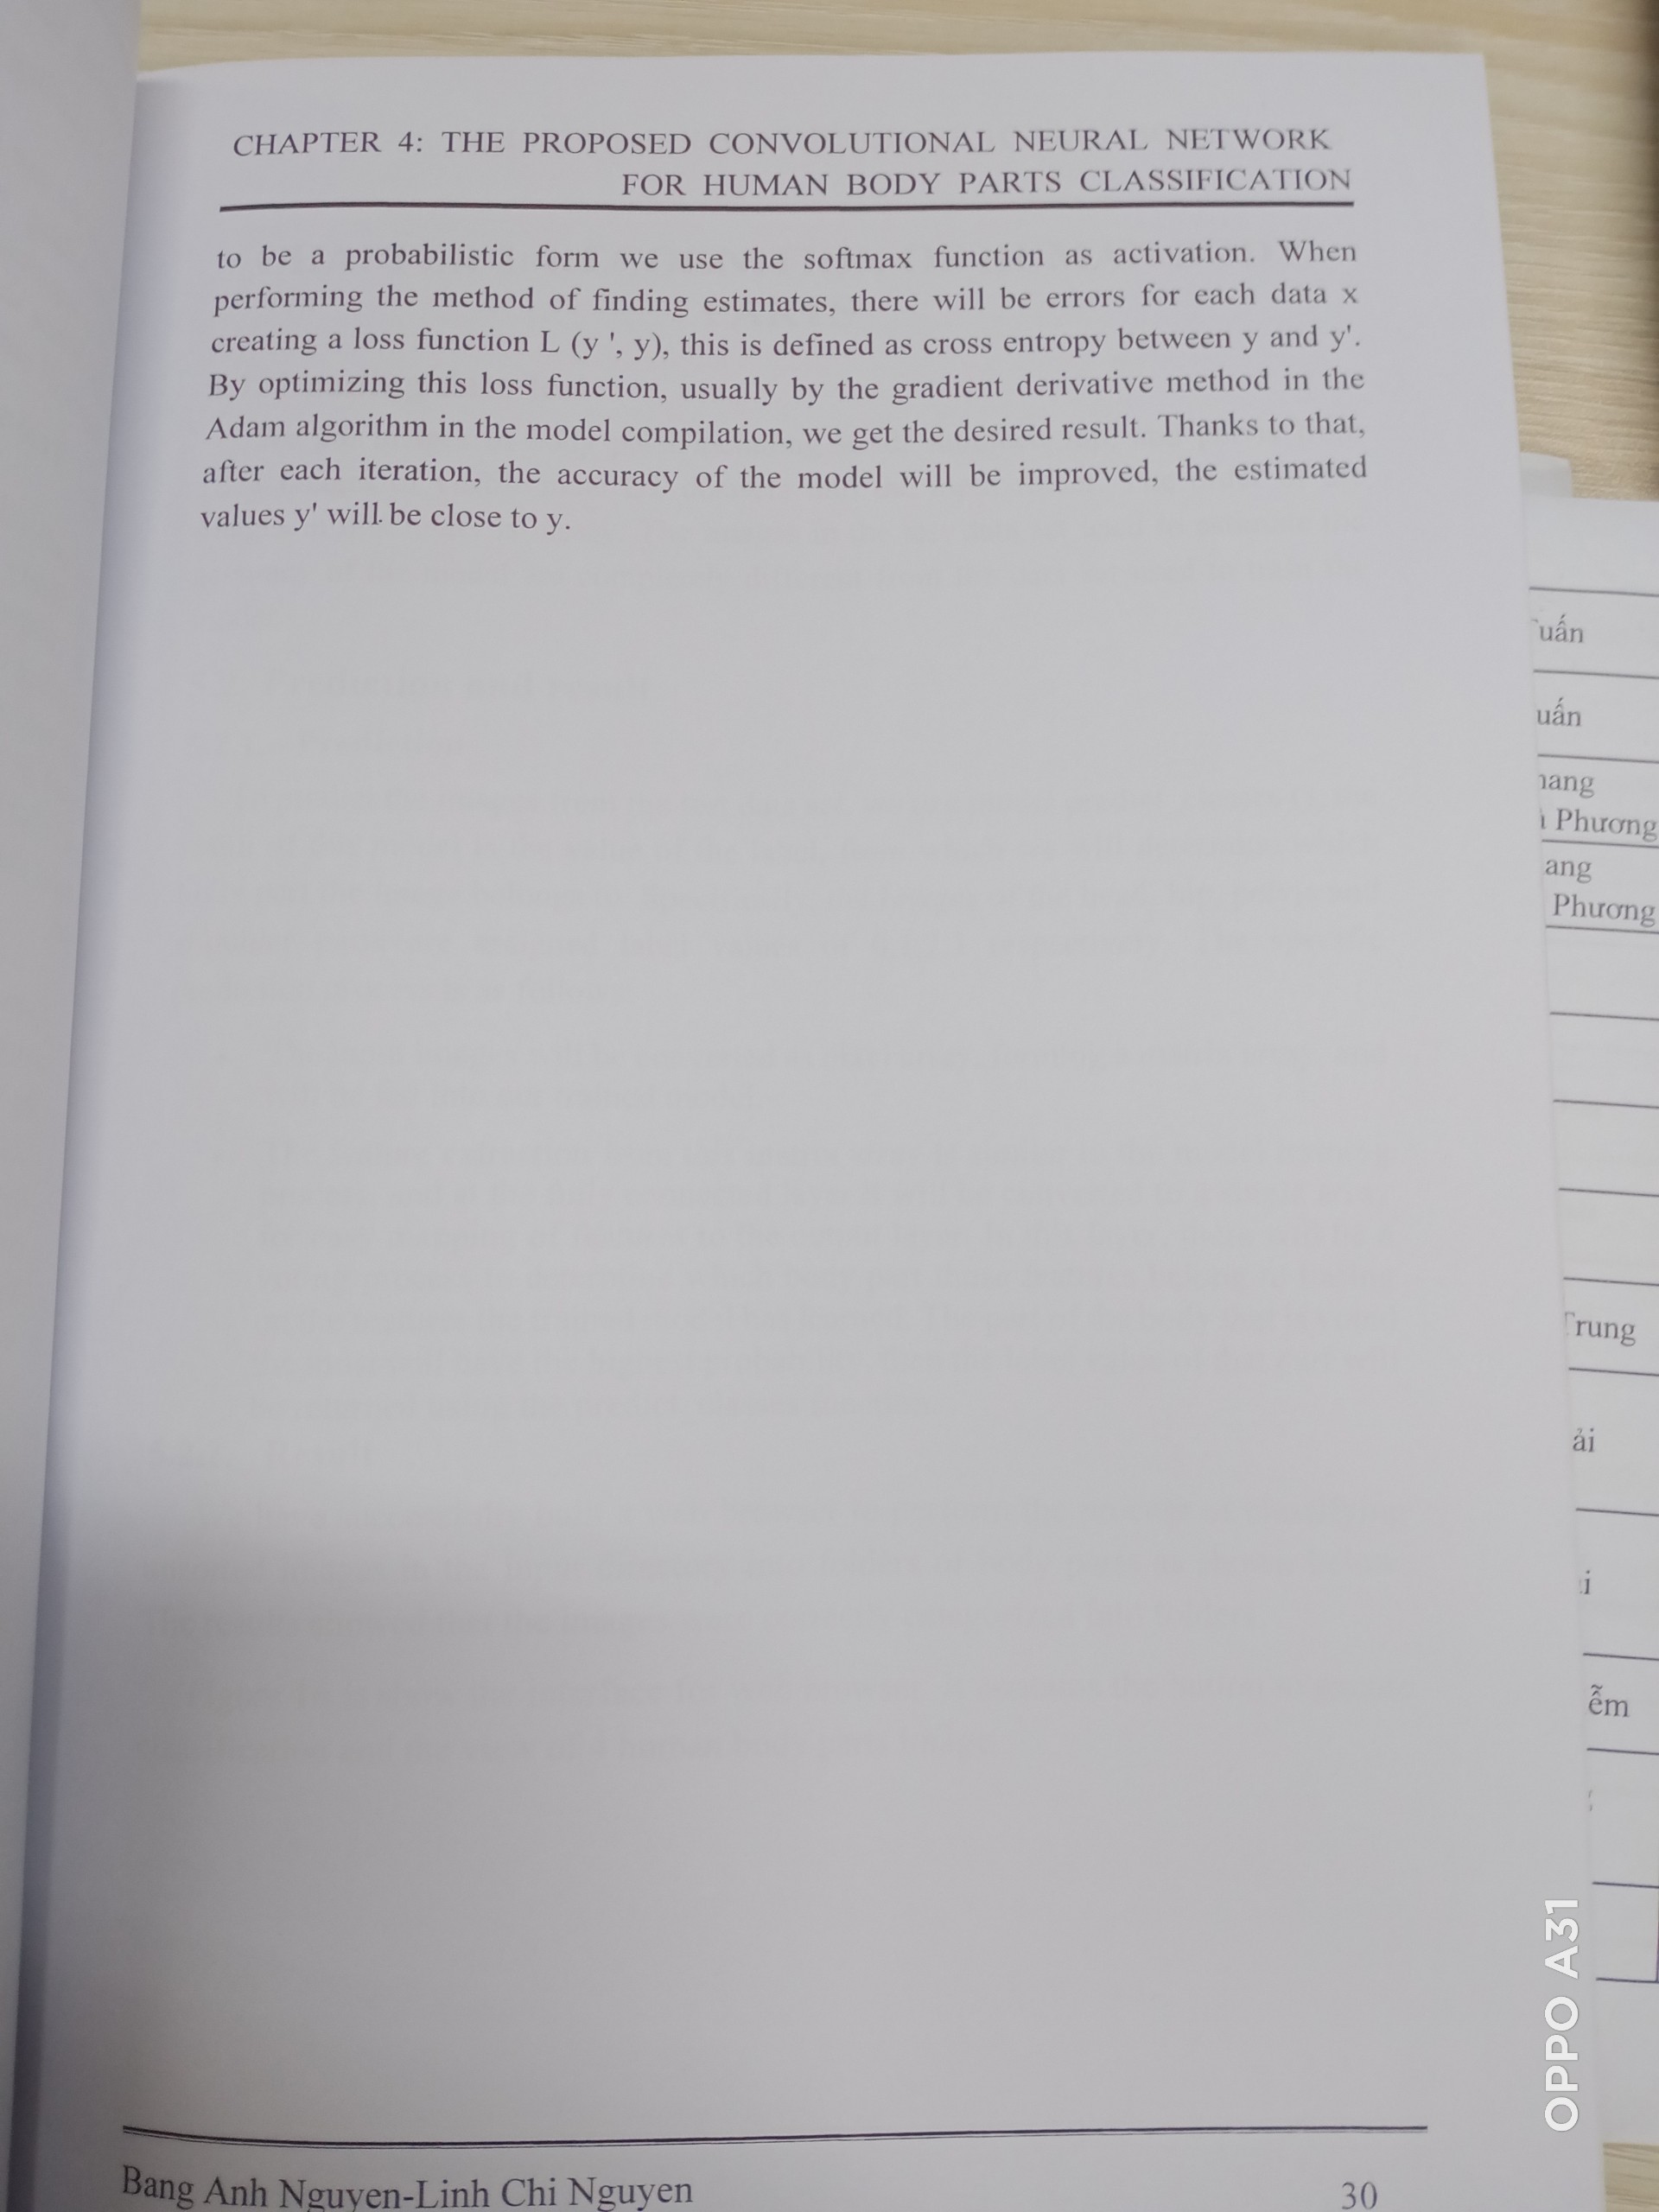 CHAPTER 4: THE PROPOSED CONVOLUTIONAL NEURAL NETWORK
FOR HUMAN BODY PARTS CLASSIFICATION
to be a probabilistic form we use the softmax function as activation. When
performing the method of finding estimates, there will be errors for each data x
creating a loss function L (y ', y), this is defined as cross entropy between y and y'.
By optimizing this loss function, usually by the gradient derivative method in the
Adam algorithm in the model compilation, we get the desired result. Thanks to that,
after each iteration, the accuracy of the model will be improved, the estimated
values y' will be close to y.
Bang Anh Nguyen-Linh Chi Nguyen
30
uấn
uấn
hang
Phương
ang
Phương
Trung
ải
i
ễm
OPPO A31